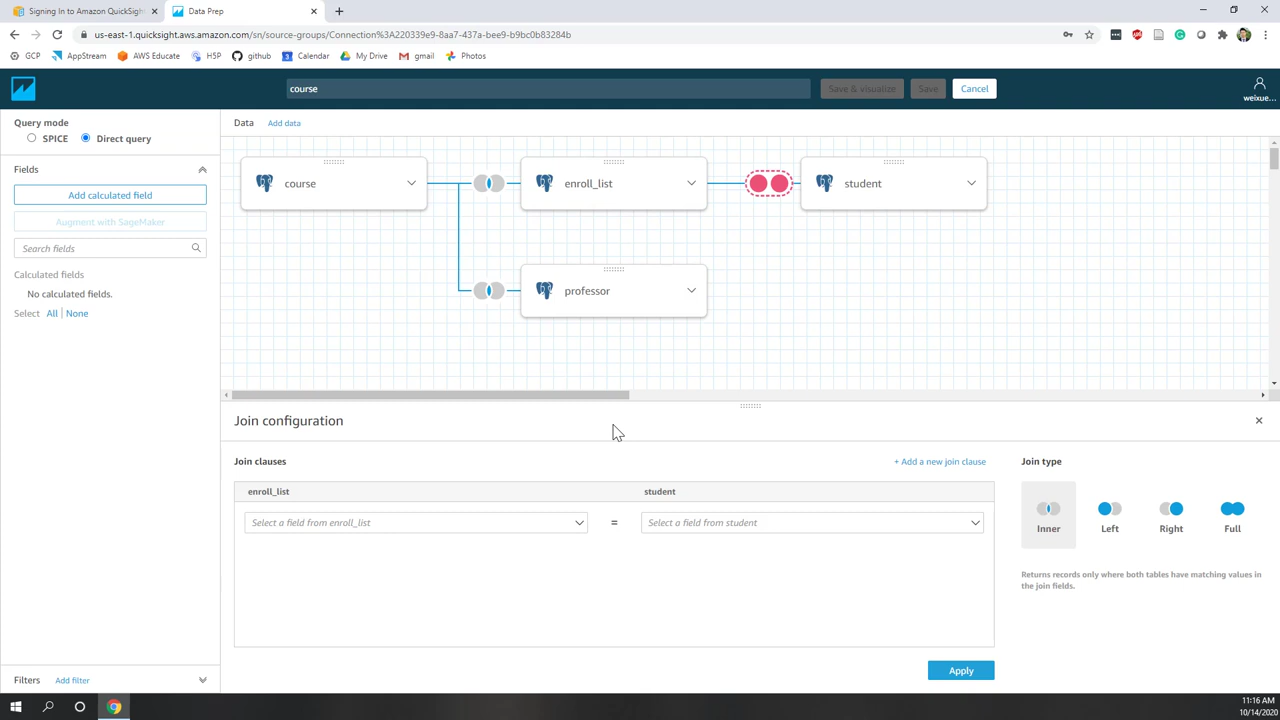 Signing In to Amazon QuickSigh
Data Prep
us-east-1.quicksight.aws.amazon.com/sn/source-groups/Connection%3A220339e9-8aa7-437a-bee9-b9bc0b83284b
GCP
AppStream
AWS Educate
H5P
github
Calendar
My Drive
gmail
Photos
course
Save & visualize
Save
Cancel
weixue...
Query mode
SPICE
Direct query
Data
Add data
Fields
Add calculated field
Augment with SageMaker
Search fields
Calculated fields
No calculated fields.
Select All | None
course
enroll_list
student
professor
Join configuration
Join clauses
+ Add a new join clause
enroll_list
student
Select a field from enroll_list
=
Select a field from student
Join type
Inner
Left
Right
Full
Returns records only where both tables have matching values in
the join fields.
Apply
Filters
Add filter
11:16 AM
10/14/2020